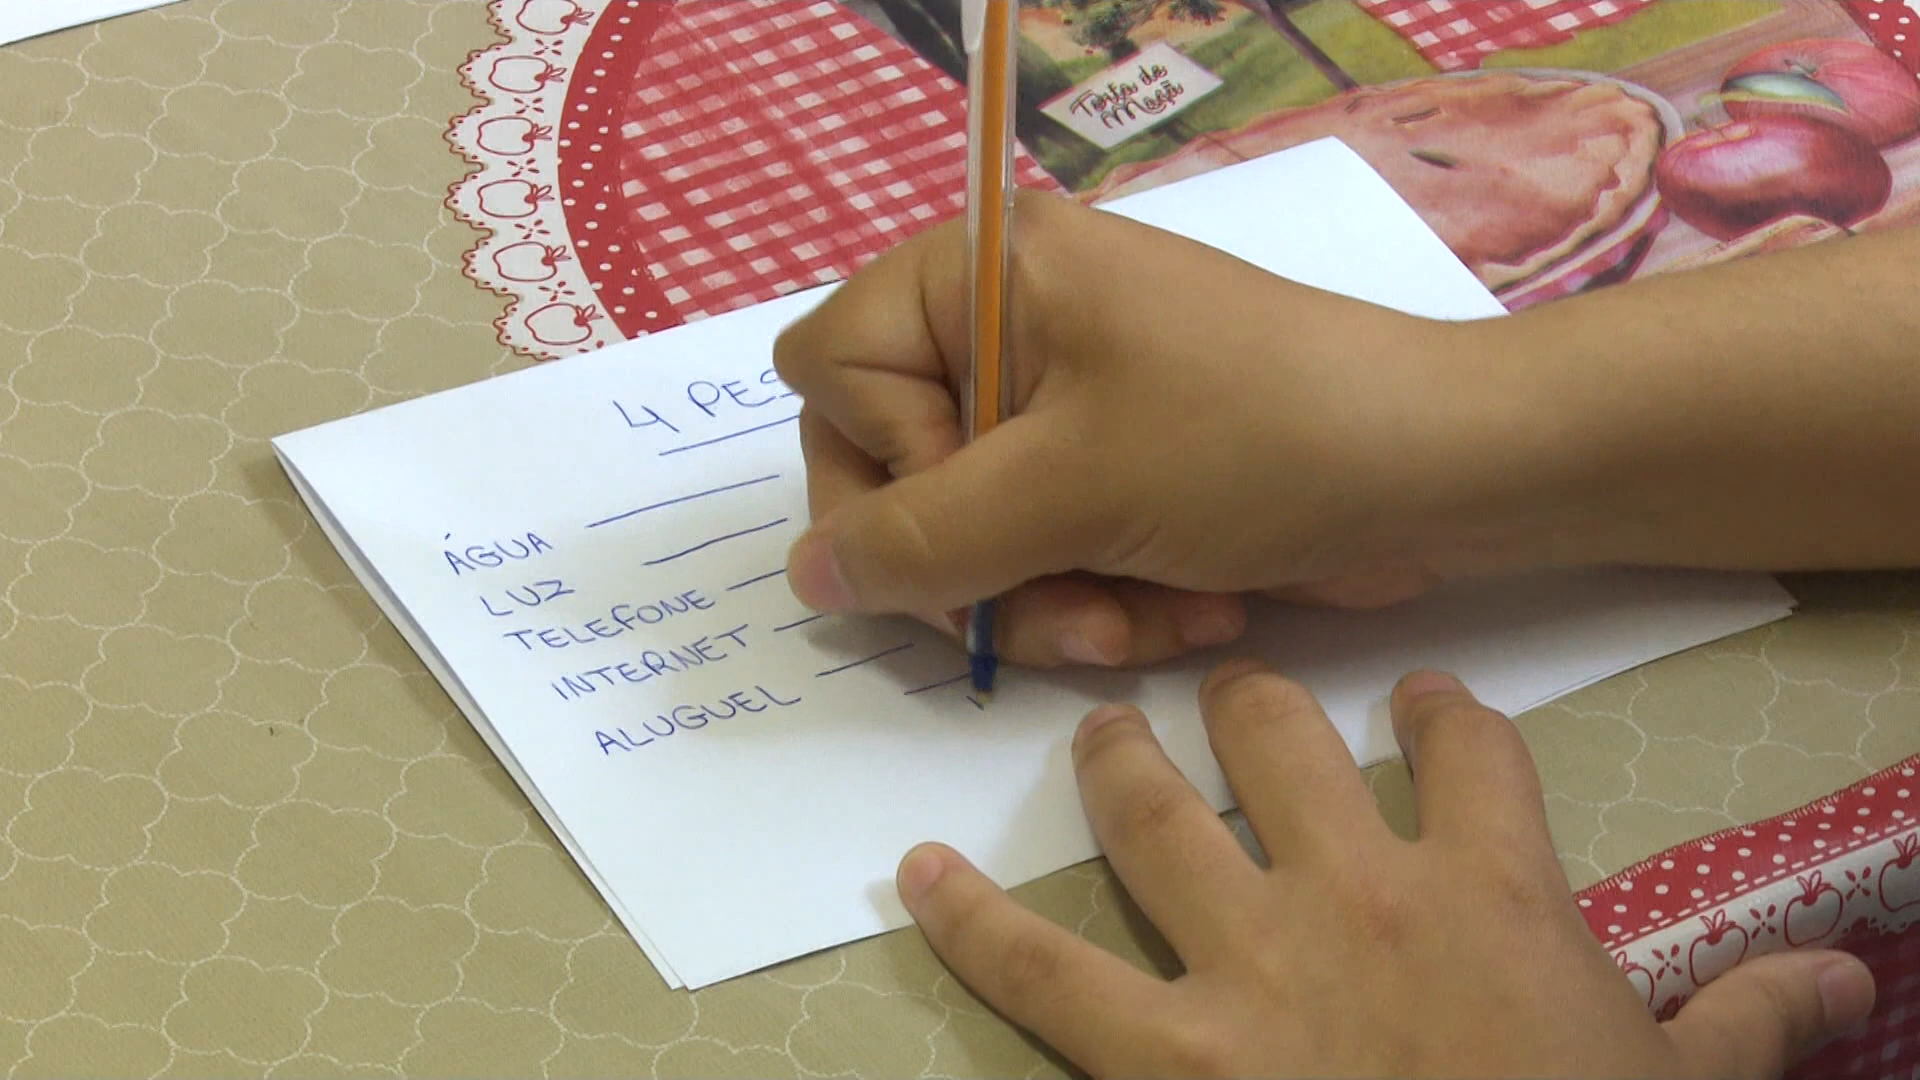 Torta de
Maçã
4 PES
ÁGUA
LUZ
TELEFONE
INTERNET
ALUGUEL